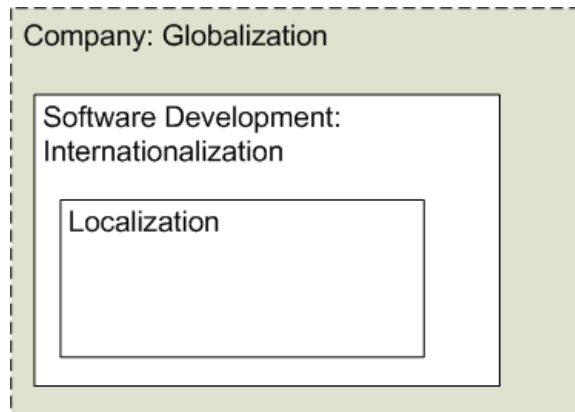 Company: Globalization
Software Development:
Internationalization
Localization